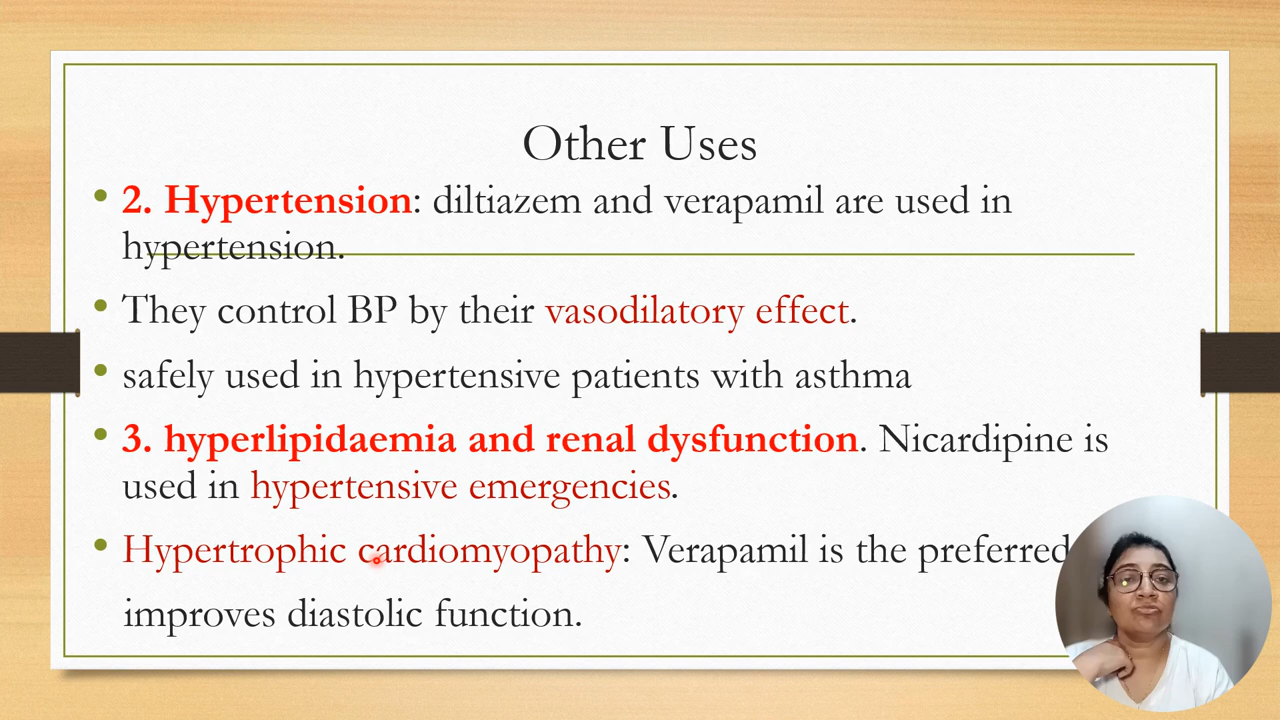 Other Uses
• 2. Hypertension: diltiazem and verapamil are used in
hypertension.
• They control BP by their vasodilatory effect.
• safely used in hypertensive patients with asthma
• 3. hyperlipidaemia and renal dysfunction. Nicardipine is
used in hypertensive emergencies.
• Hypertrophic cardiomyopathy: Verapamil is the preferred
improves diastolic function.